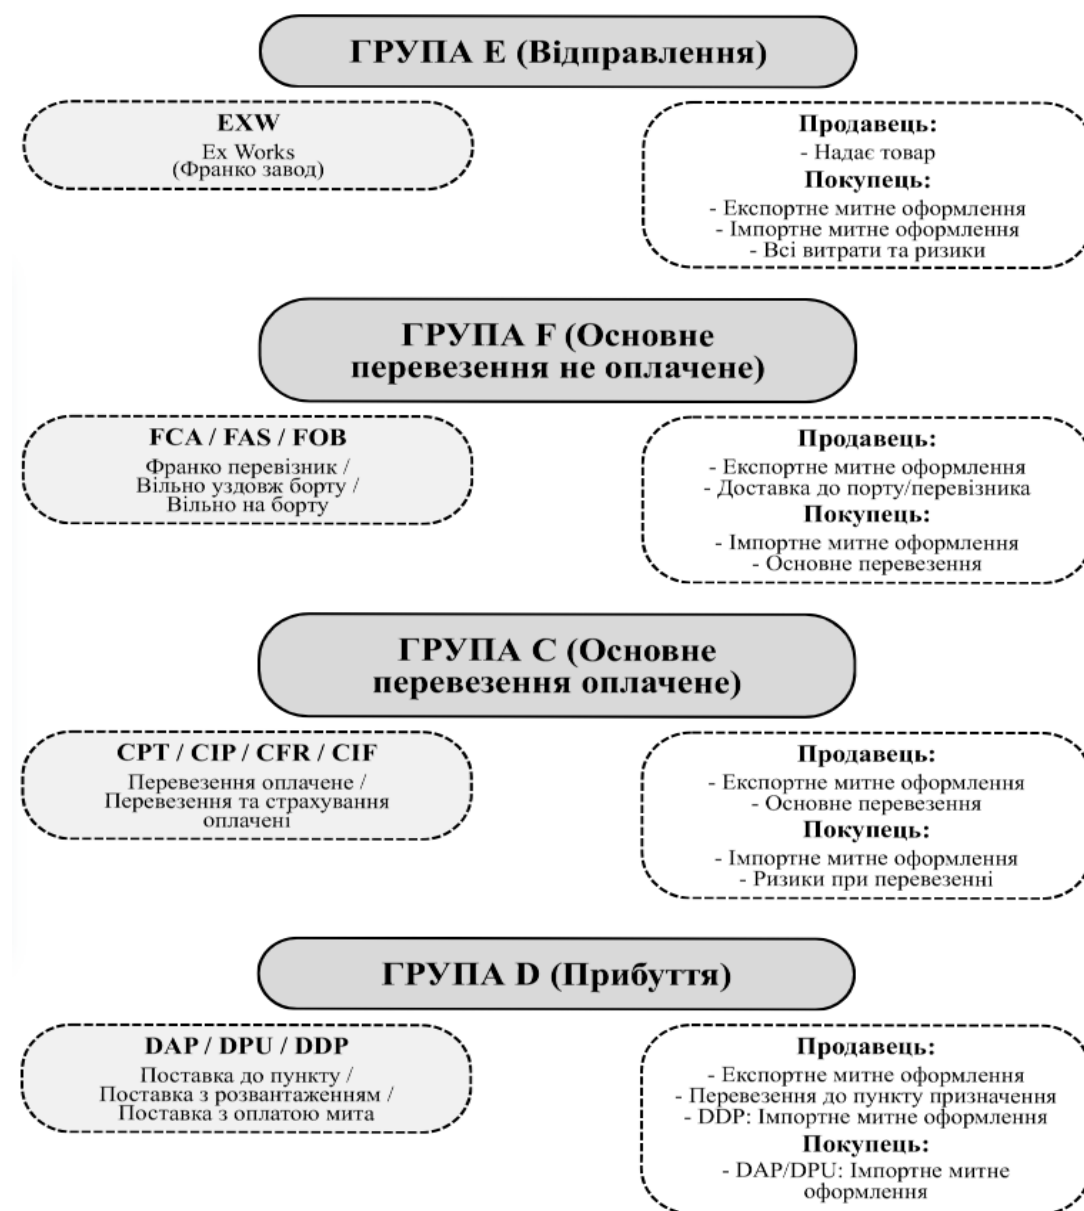 ГРУПА E (Відправлення)
EXW
Ex Works
(Франко завод)
Продавець:
- Надає товар
Покупець:
- Експортне митне оформлення
- Імпортне митне оформлення
- Всі витрати та ризики
ГРУПА F (Основне
перевезення не оплачене)
FCA / FAS / FOB
Франко перевізник /
Вільно уздовж борту /
Вільно на борту
Продавець:
- Експортне митне оформлення
- Доставка до порту/перевізника
Покупець:
- Імпортне митне оформлення
- Основне перевезення
ГРУПА C (Основне
перевезення оплачене)
CPT / CIP / CFR / CIF
Перевезення оплачене /
Перевезення та страхування
оплачені
Продавець:
- Експортне митне оформлення
- Основне перевезення
Покупець:
- Імпортне митне оформлення
- Ризики при перевезенні
ГРУПА D (Прибуття)
DAP / DPU / DDP
Поставка до пункту /
Поставка з розвантаженням /
Поставка з оплатою мита
Продавець:
- Експортне митне оформлення
- Перевезення до пункту призначення
- DDP: Імпортне митне оформлення
Покупець:
- DAP/DPU: Імпортне митне
оформлення